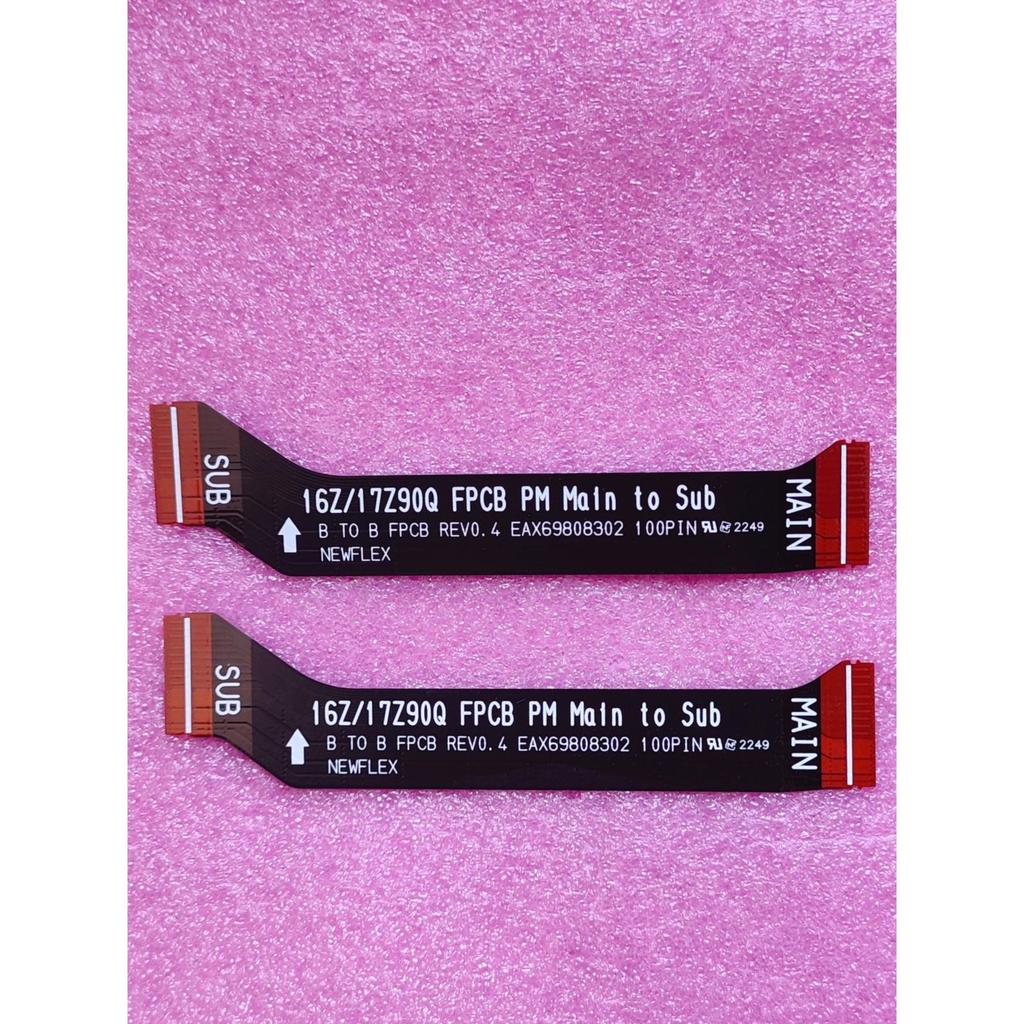 SUB
16Z/17Z90Q FPCB PM Main to Sub
B TO B FPCB REV0.4 EAX69808302 100PIN 2249
NEWFLEX
MAIN
SUB
16Z/17Z90Q FPCB PM Main to Sub
B TO B FPCB REV0.4 EAX69808302 100PIN 2249
NEWFLEX
MAIN